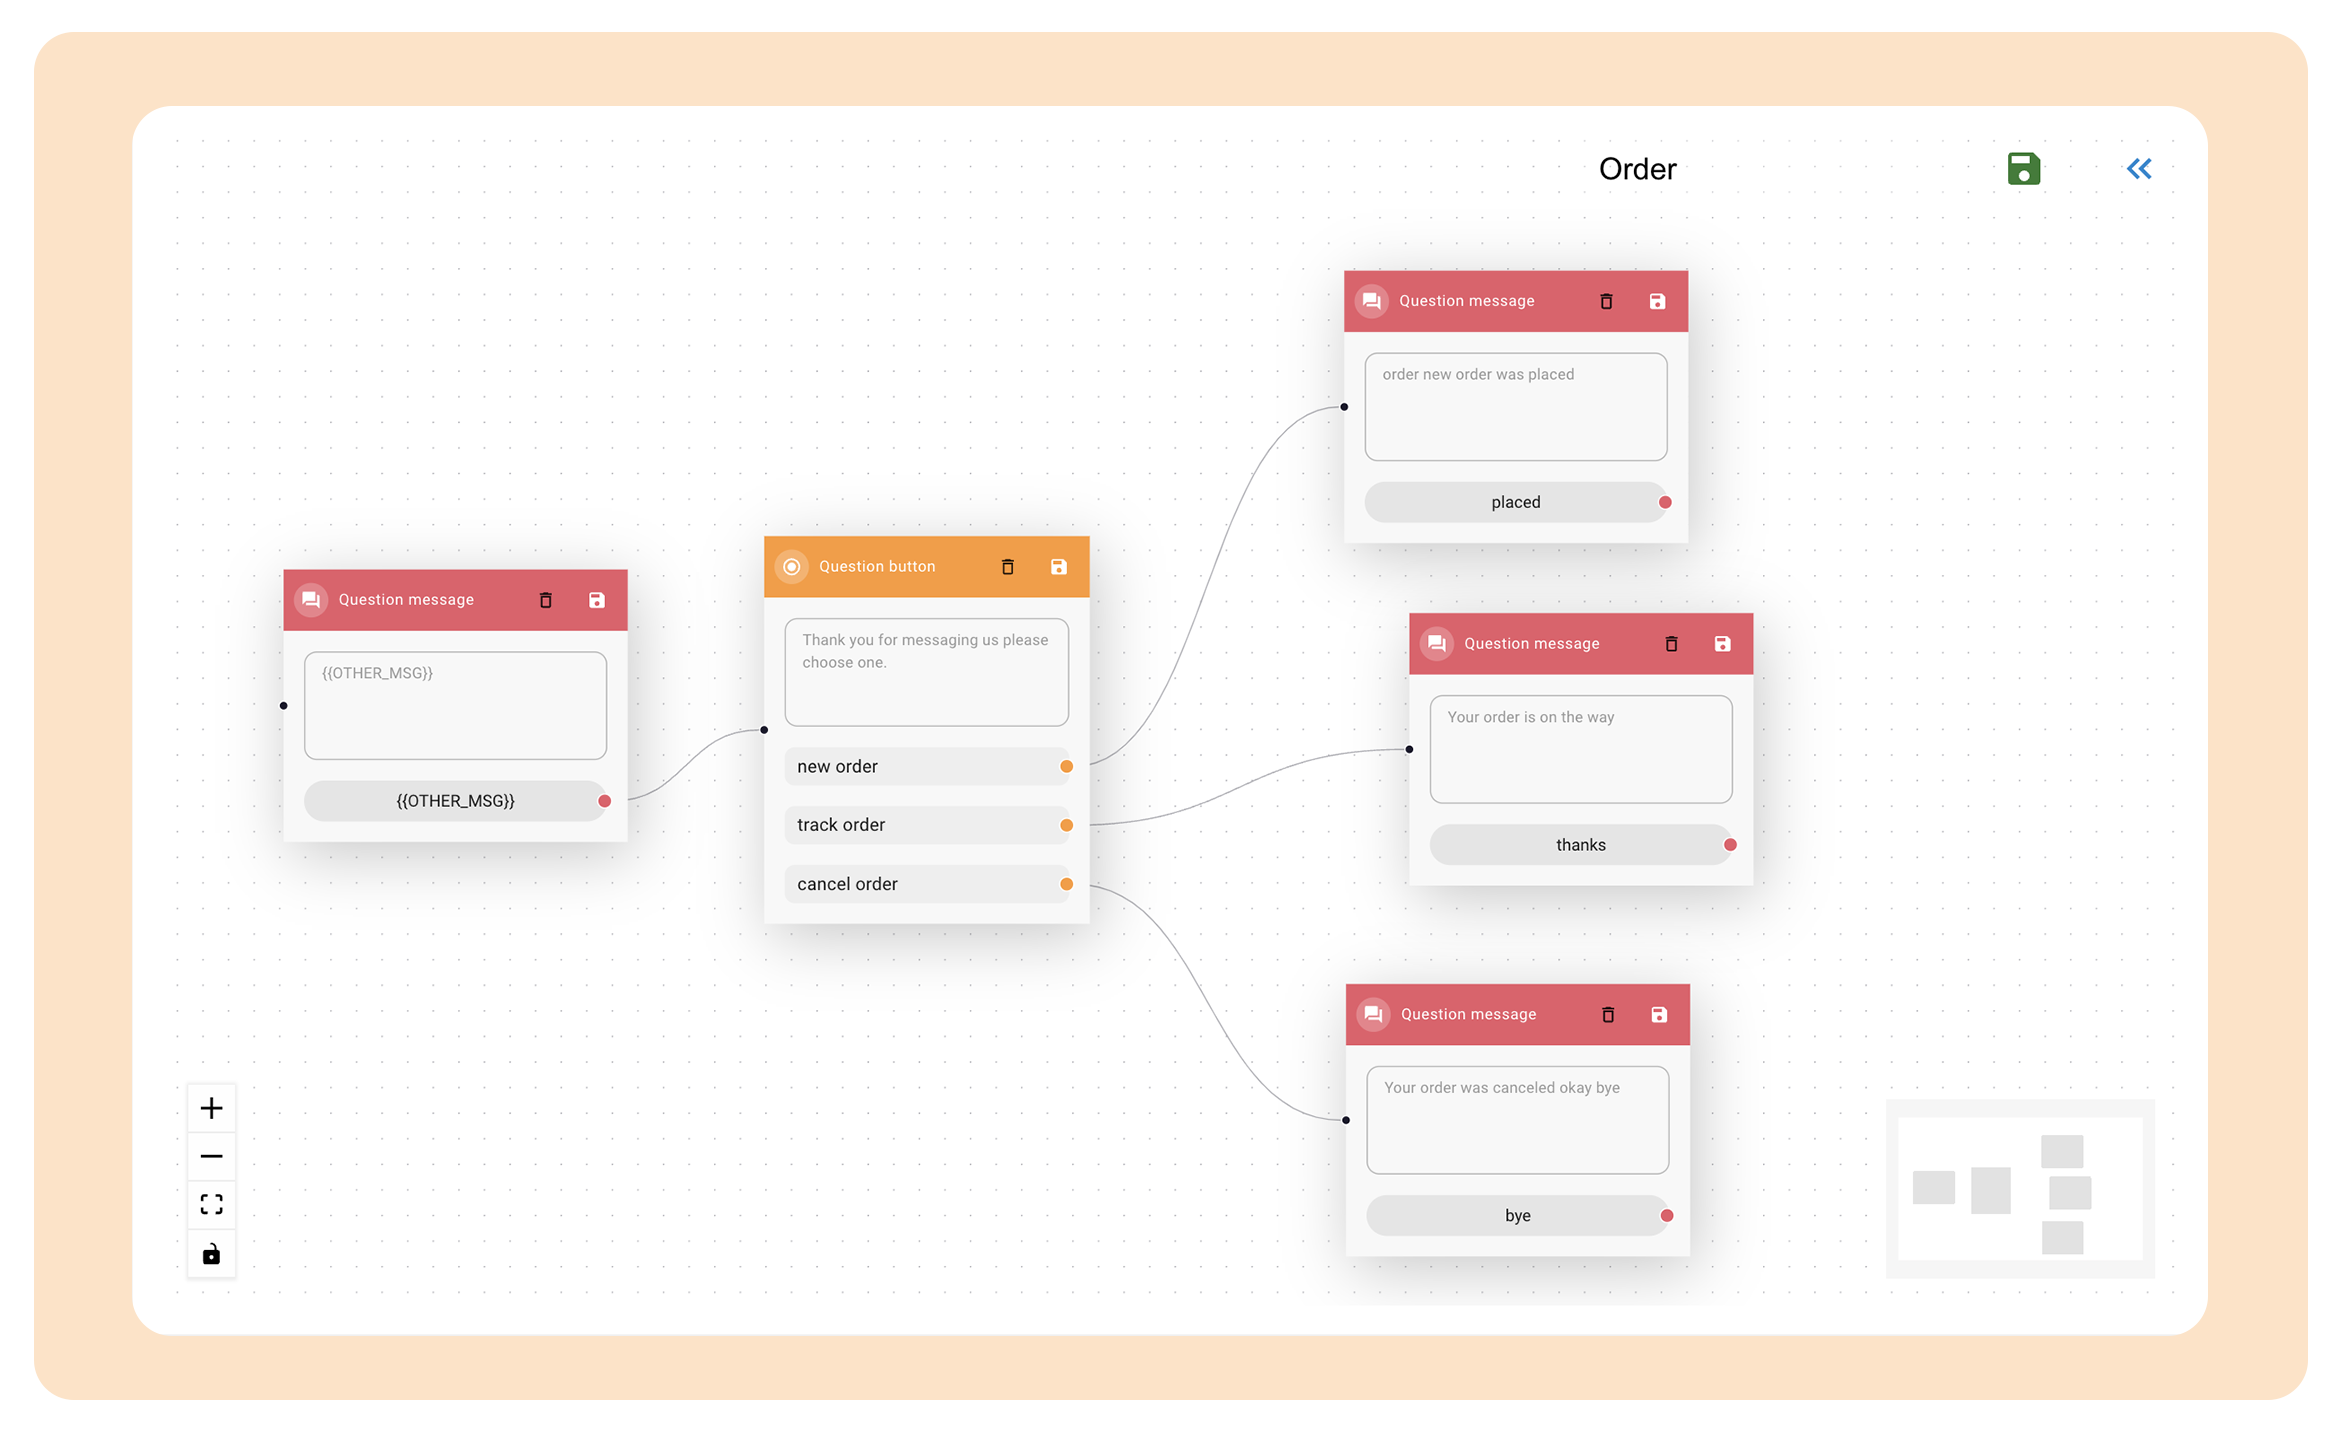 Order
Question message
{{OTHER_MSG}}
{{OTHER_MSG}}
Question button
Thank you for messaging us please
choose one.
new order
track order
cancel order
Question message
order new order was placed
placed
Question message
Your order is on the way
thanks
Question message
Your order was canceled okay bye
bye